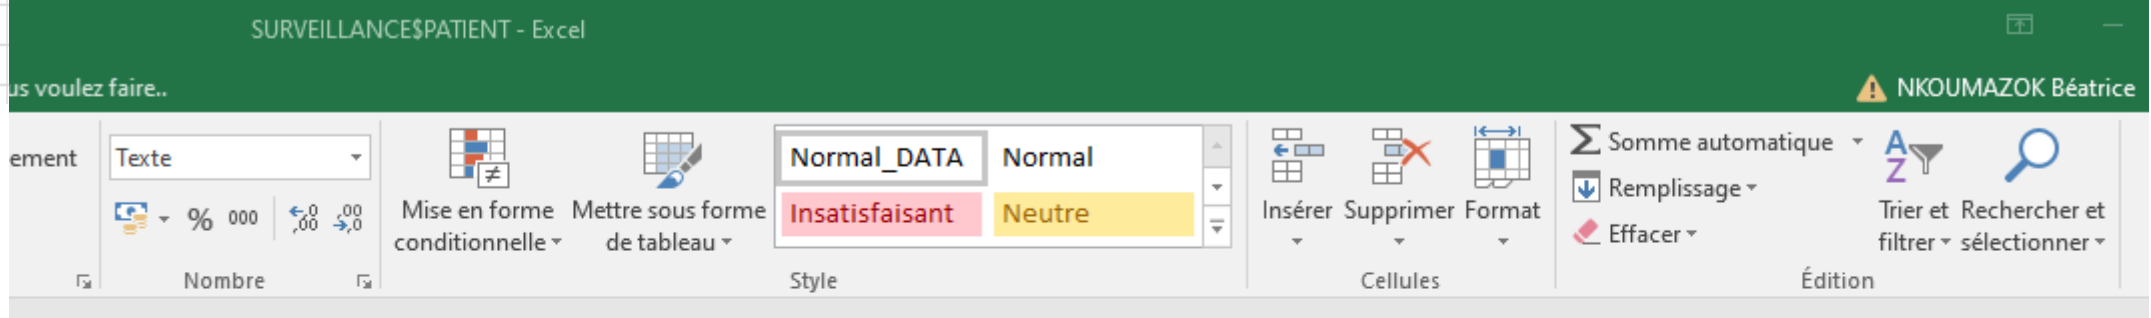 SURVEILLANCE$PATIENT - Excel
us voulez faire..
NKOUMAZOK Béatrice
ement
Texte
% 000
,00
,00
Nombre
Mise en forme conditionnelle
Mettre sous forme de tableau
Normal_DATA
Normal
Insatisfaisant
Neutre
Style
Insérer
Supprimer
Format
Cellules
Somme automatique
Remplissage
Effacer
Trier et filtrer
Rechercher et sélectionner
Édition